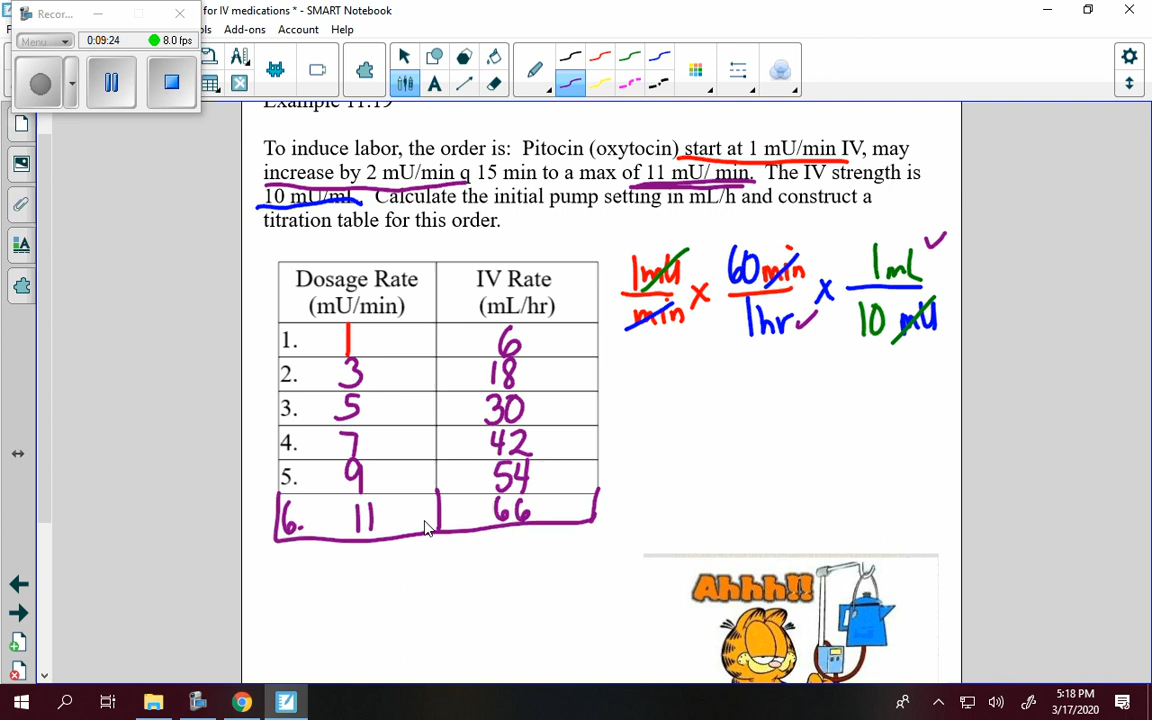 Recor...
for IV medications * - SMART Notebook
Menu
0:09:24
8.0 fps
ls Add-ons Account Help
Example 11.19
To induce labor, the order is: Pitocin (oxytocin) start at 1 mU/min IV, may
increase by 2 mU/min q 15 min to a max of 11 mU/ min. The IV strength is
10 mU/mL. Calculate the initial pump setting in mL/h and construct a
titration table for this order.
Dosage Rate (mU/min) IV Rate (mL/hr)
1. 1 6
2. 3 18
3. 5 30
4. 7 42
5. 9 54
6. 11 66
1mU x 60min x 1mL
min 1hr 10 mU
Ahhh!!
5:18 PM
3/17/2020